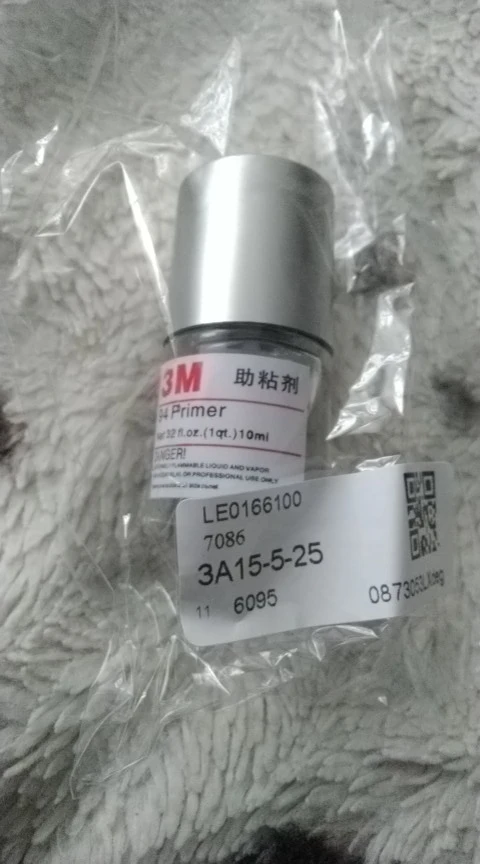 3M 助粘剂
94 Primer
32 fl.oz.(1qt.)10ml
DANGER!
FLAMMABLE LIQUID AND VAPOR
PROFESSIONAL USE ONLY
LE0166100
7086
3A15-5-25
11 6095